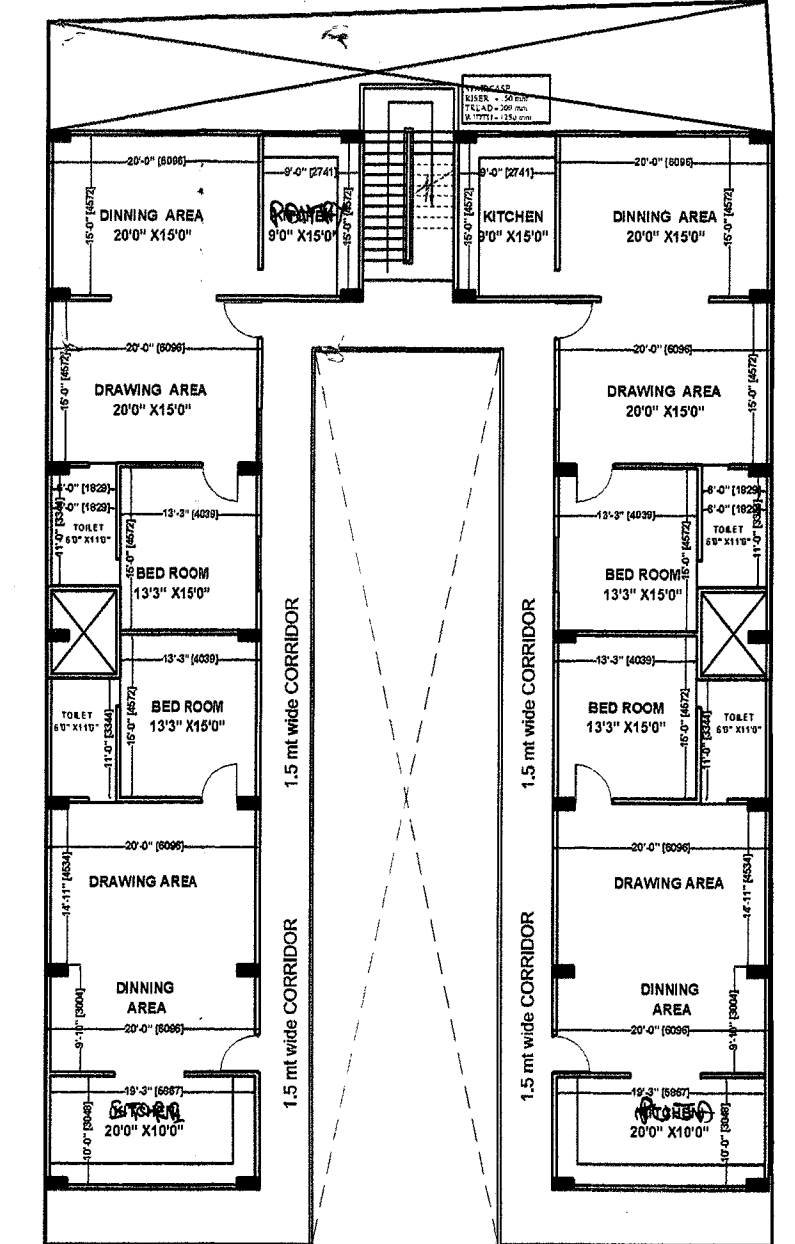 RISER
20'-0" [6096]
9'-0" [2741]
9'-0" [2741]
20'-0" [6096]
15'-0" [4572]
DINNING AREA
20'0" X15'0"
9'0" X15'0"
15'-0" [4572]
15'-0" [4572]
KITCHEN
9'0" X15'0"
DINNING AREA
20'0" X15'0"
15'-0" [4572]
20'-0" [6096]
20'-0" [6096]
15'-0" [4572]
DRAWING AREA
20'0" X15'0"
DRAWING AREA
20'0" X15'0"
15'-0" [4572]
6'-0" [1829]
6'-0" [1829]
11'-0" [3344]
TOILET
6'0" X11'0"
13'-3" [4039]
15'-0" [4572]
BED ROOM
13'3" X15'0"
13'-3" [4039]
15'-0" [4572]
BED ROOM
13'3" X15'0"
6'-0" [1829]
6'-0" [1829]
TOILET
6'0" X11'0"
11'-0" [3344]
13'-3" [4039]
15'-0" [4572]
BED ROOM
13'3" X15'0"
13'-3" [4039]
BED ROOM
13'3" X15'0"
15'-0" [4572]
TOILET
6'0" X11'0"
11'-0" [3344]
TOILET
6'0" X11'0"
11'-0" [3344]
1.5 mt wide CORRIDOR
1.5 mt wide CORRIDOR
20'-0" [6096]
DRAWING AREA
14'-11" [4534]
20'-0" [6096]
DRAWING AREA
14'-11" [4534]
DINNING
AREA
9'-10" [3004]
20'-0" [6096]
DINNING
AREA
9'-10" [3004]
20'-0" [6096]
1.5 mt wide CORRIDOR
1.5 mt wide CORRIDOR
19'-3" [5867]
KITCHEN
20'0" X10'0"
10'-0" [3048]
19'-3" [5867]
KITCHEN
20'0" X10'0"
10'-0" [3048]